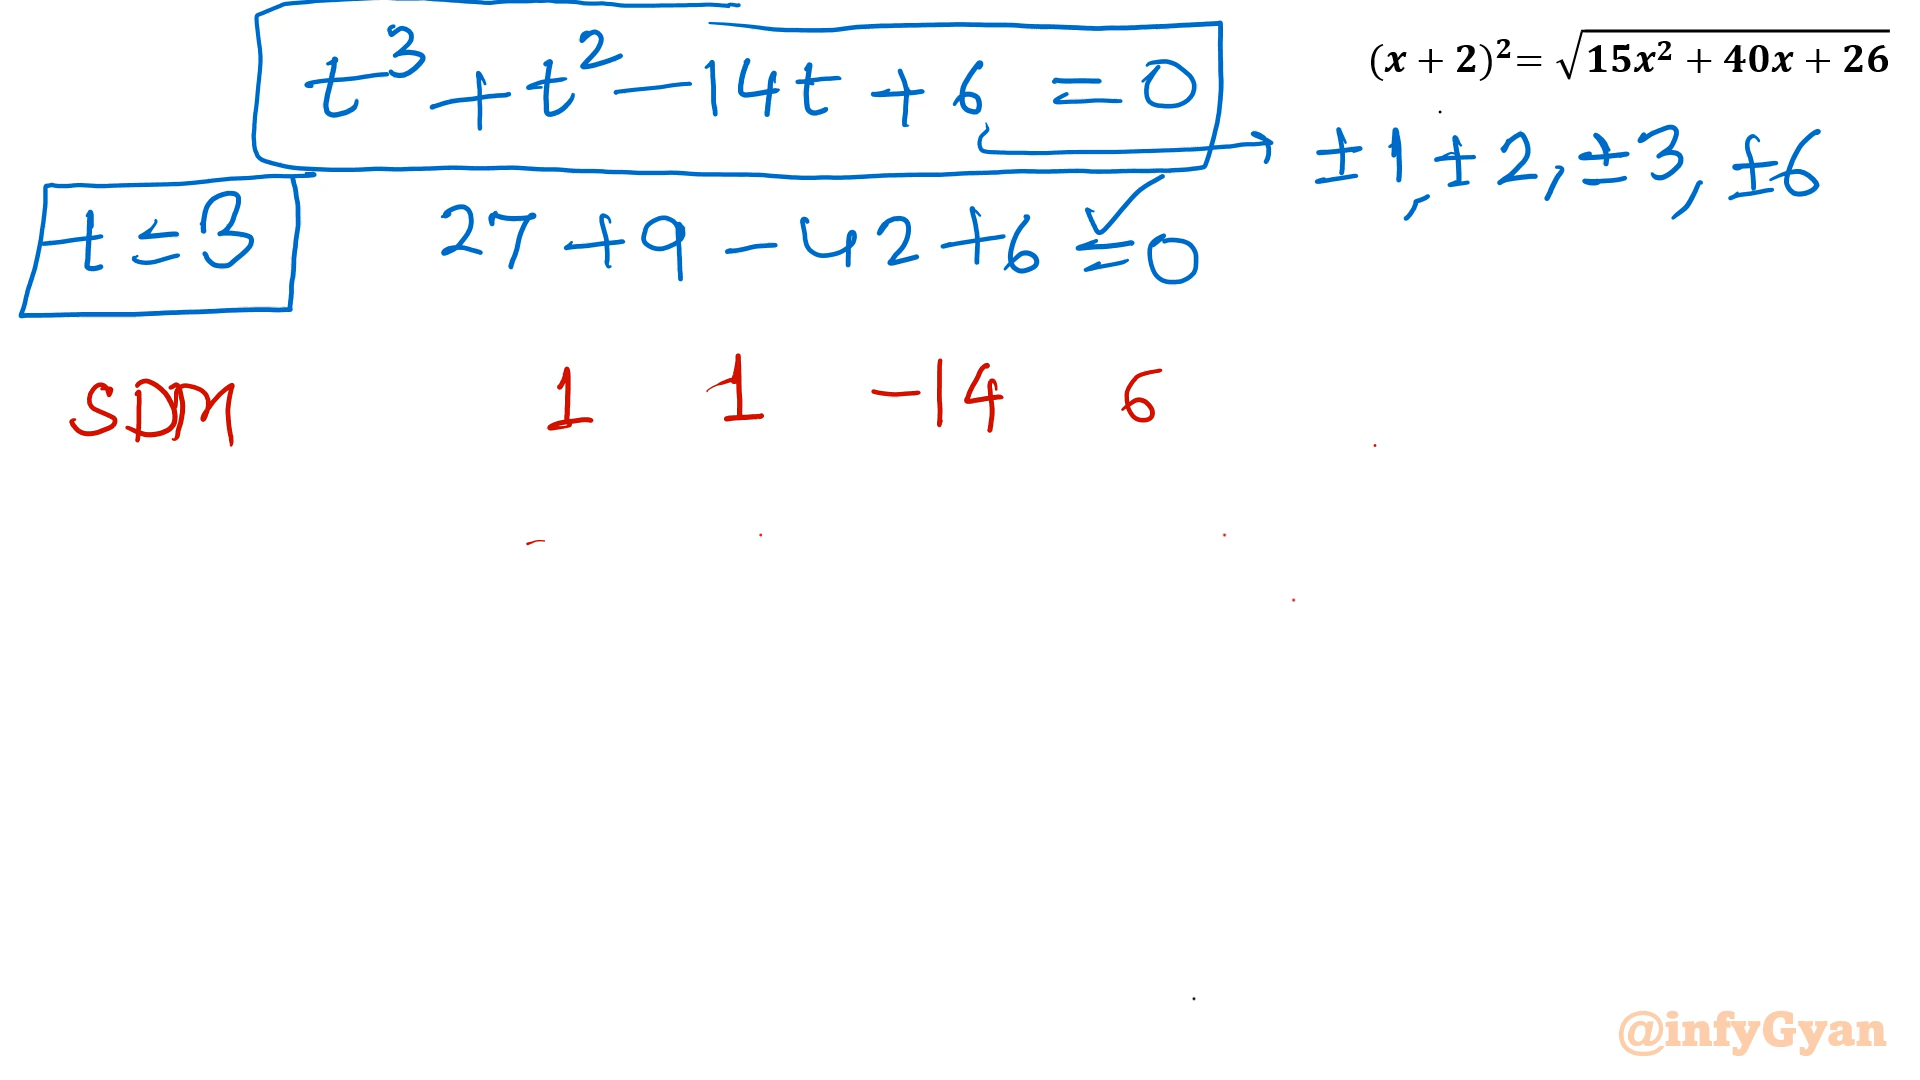 (x + 2)²= √15x² + 40x + 26
t³ + t² - 14t + 6 = 0
±1, ±2, ±3, ±6
t = 3
27 + 9 - 42 + 6 = 0 ✓
SDM 1 1 -14 6
@infyGyan